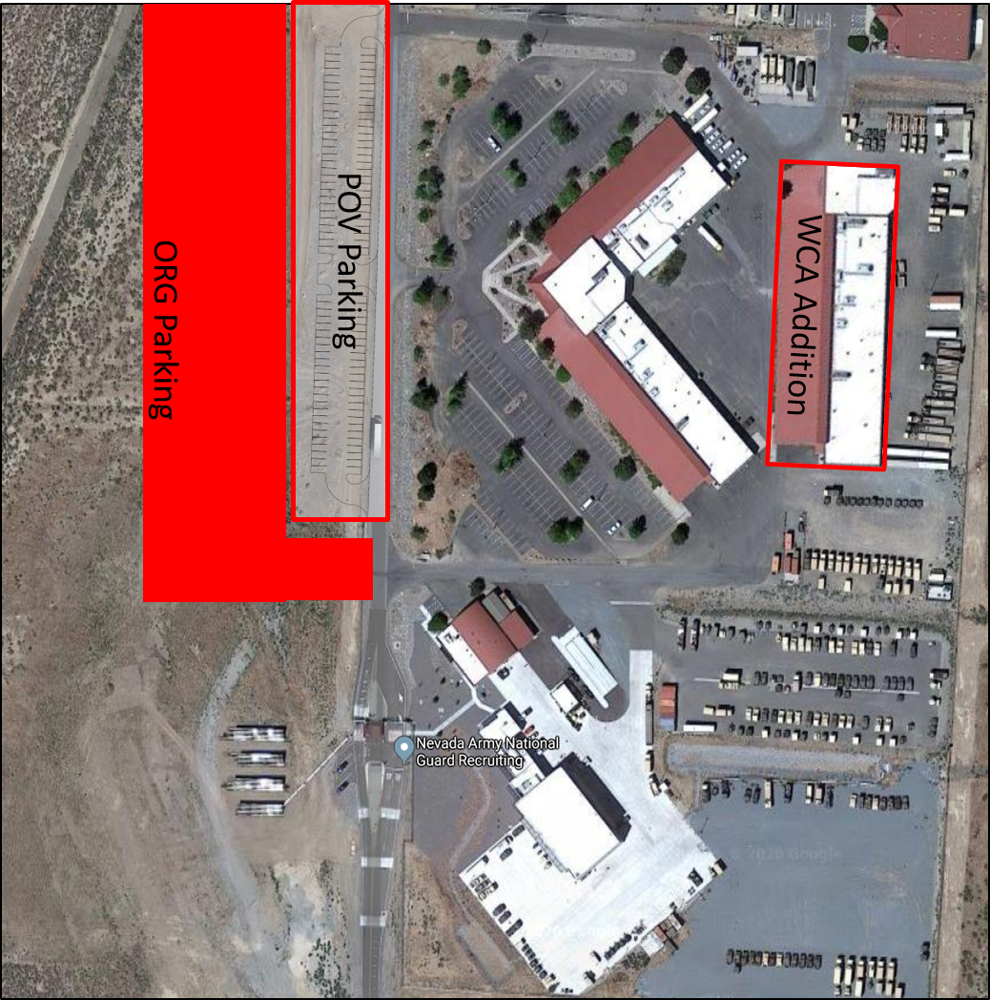 POV Parking
ORG Parking
WCA Addition
Nevada Army National
Guard Recruiting
© 2020 Google